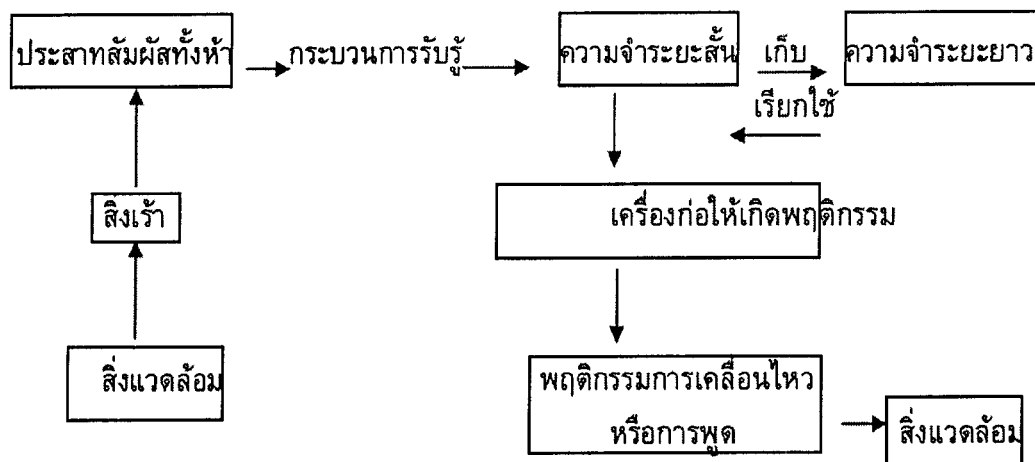 ประสาทสัมผัสทั้งห้า
กระบวนการรับรู้
ความจำระยะสั้น
เก็บ
ความจำระยะยาว
เรียกใช้
สิ่งเร้า
เครื่องก่อให้เกิดพฤติกรรม
สิ่งแวดล้อม
พฤติกรรมการเคลื่อนไหว
หรือการพูด
สิ่งแวดล้อม